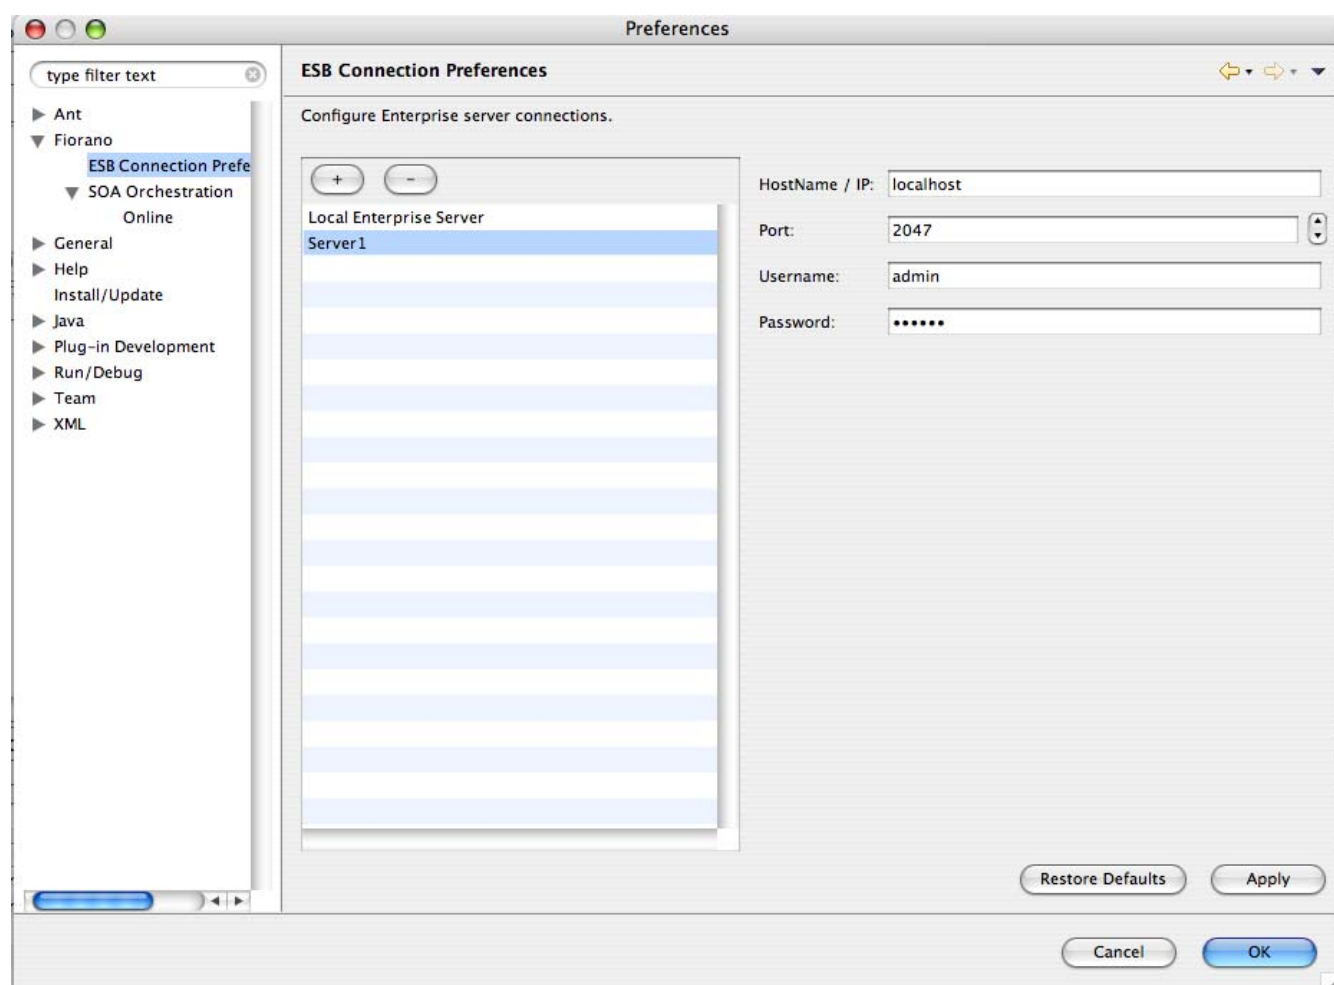 Preferences
type filter text
Ant
Fiorano
ESB Connection Prefe
SOA Orchestration
Online
General
Help
Install/Update
Java
Plug-in Development
Run/Debug
Team
XML
ESB Connection Preferences
Configure Enterprise server connections.
+ -
Local Enterprise Server
Server1
HostName / IP: localhost
Port: 2047
Username: admin
Password: ••••••
Restore Defaults Apply
Cancel OK